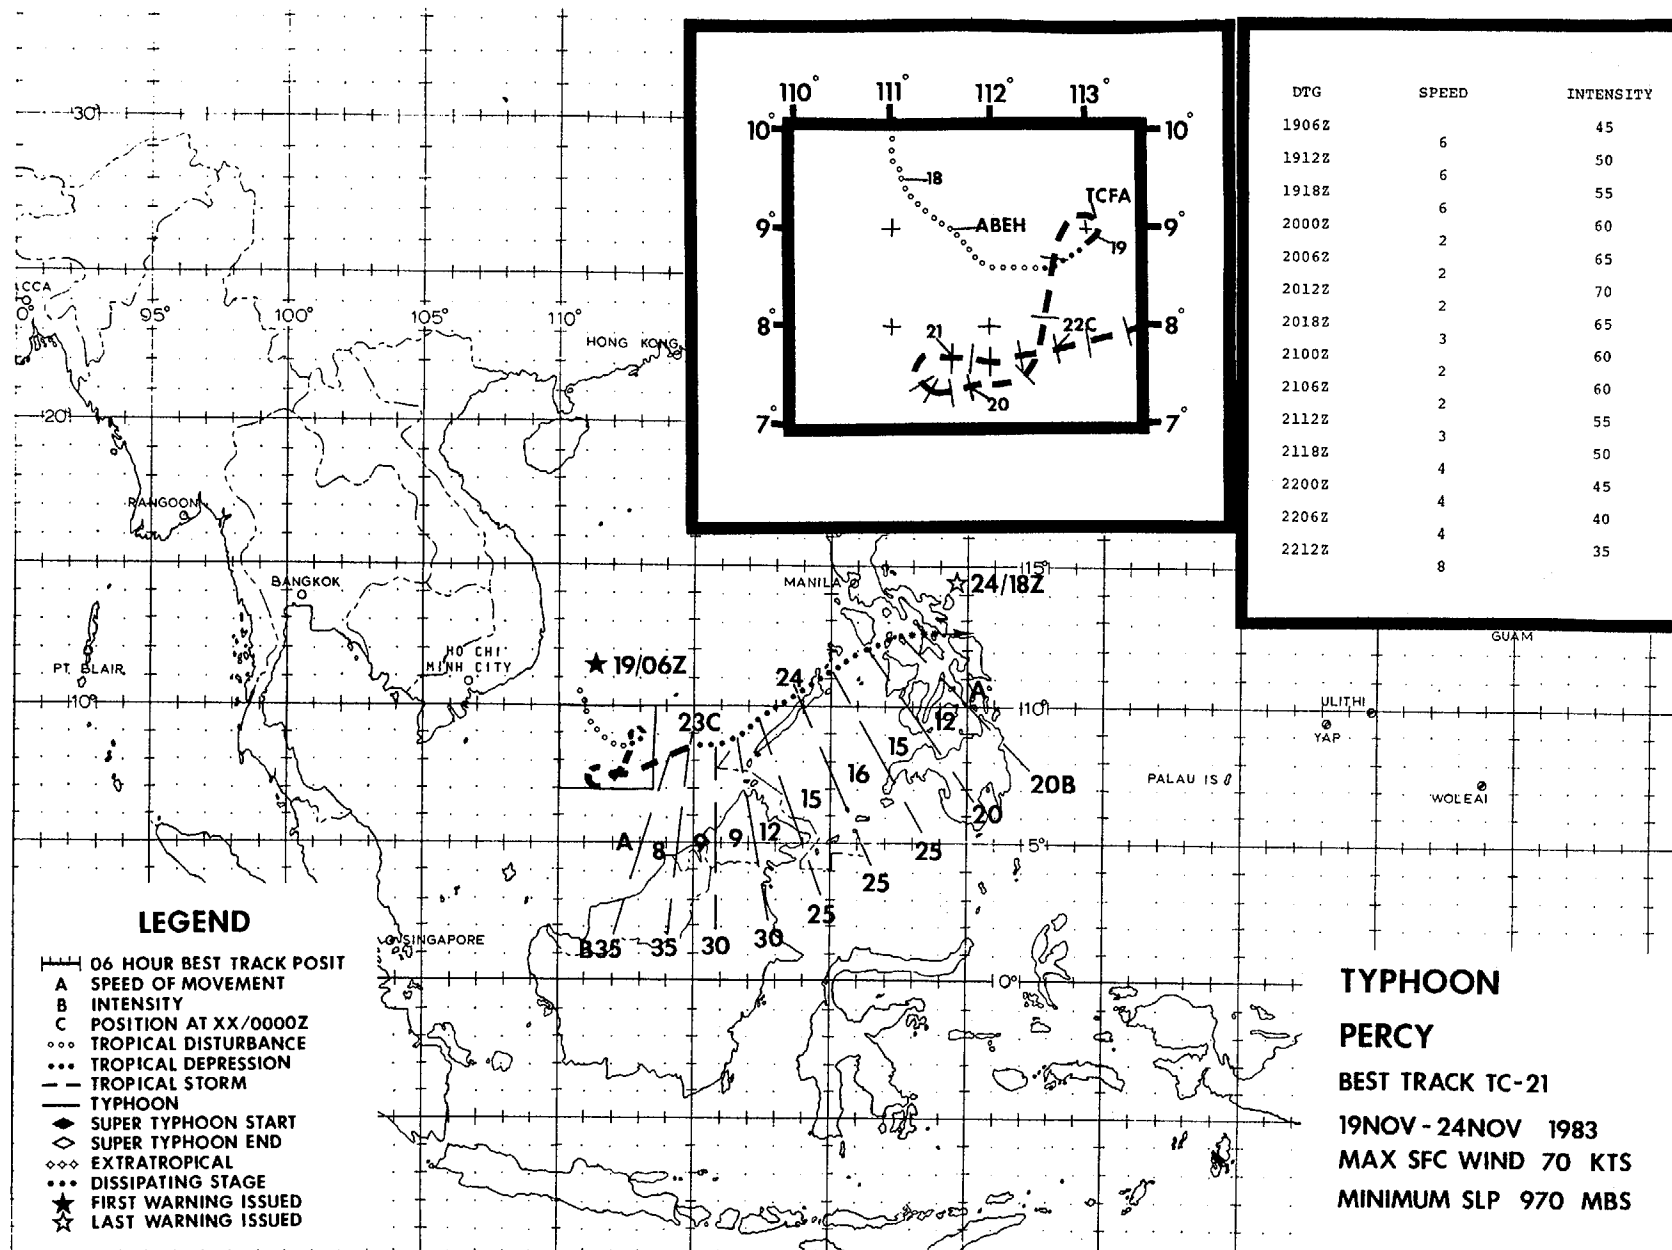 110° 111° 112° 113°
10° 10°
18
TCFA
9° ABEH 9°
19
8° 21 22C 8°
20
7° 7°
DTG SPEED INTENSITY
1906Z 45
6
1912Z 50
6
1918Z 55
6
2000Z 60
2
2006Z 65
2
2012Z 70
2
2018Z 65
3
2100Z 60
2
2106Z 60
2
2112Z 55
3
2118Z 50
4
2200Z 45
4
2206Z 40
4
2212Z 35
8
30°
ACCA
95° 100° 105° 110°
HONG KONG
20°
RANGOON
BANGKOK
MANILA
15°
24/18Z
GUAM
PT. BLAIR
HO CHI
MINH CITY
19/06Z
24
A
10° 10°
ULITHI
YAP
23C
12
15
16
20B
PALAU IS
WOLEAI
15
20
A 8 9 9 12
25
5°
25
25
B35 35 30 30
SINGAPORE
0°
LEGEND
06 HOUR BEST TRACK POSIT
A SPEED OF MOVEMENT
B INTENSITY
C POSITION AT XX/0000Z
TROPICAL DISTURBANCE
TROPICAL DEPRESSION
TROPICAL STORM
TYPHOON
SUPER TYPHOON START
SUPER TYPHOON END
EXTRATROPICAL
DISSIPATING STAGE
FIRST WARNING ISSUED
LAST WARNING ISSUED
TYPHOON
PERCY
BEST TRACK TC-21
19NOV-24NOV 1983
MAX SFC WIND 70 KTS
MINIMUM SLP 970 MBS